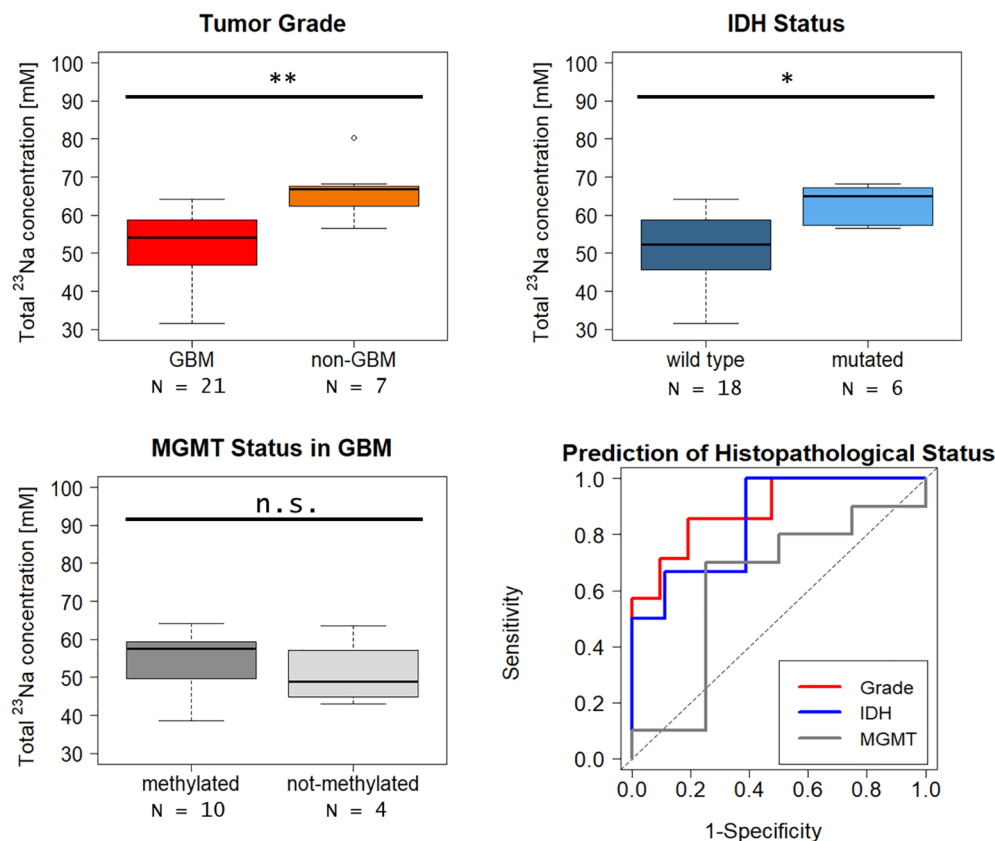 Tumor Grade
Total ²³Na concentration [mM]
100
90
80
70
60
50
40
30
**
GBM
non-GBM
N = 21
N = 7
IDH Status
Total ²³Na concentration [mM]
100
90
80
70
60
50
40
30
*
wild type
mutated
N = 18
N = 6
MGMT Status in GBM
Total ²³Na concentration [mM]
100
90
80
70
60
50
40
30
n.s.
methylated
not-methylated
N = 10
N = 4
Prediction of Histopathological Status
Sensitivity
1.0
0.8
0.6
0.4
0.2
0.0
Grade
IDH
MGMT
0.0 0.2 0.4 0.6 0.8 1.0
1-Specificity